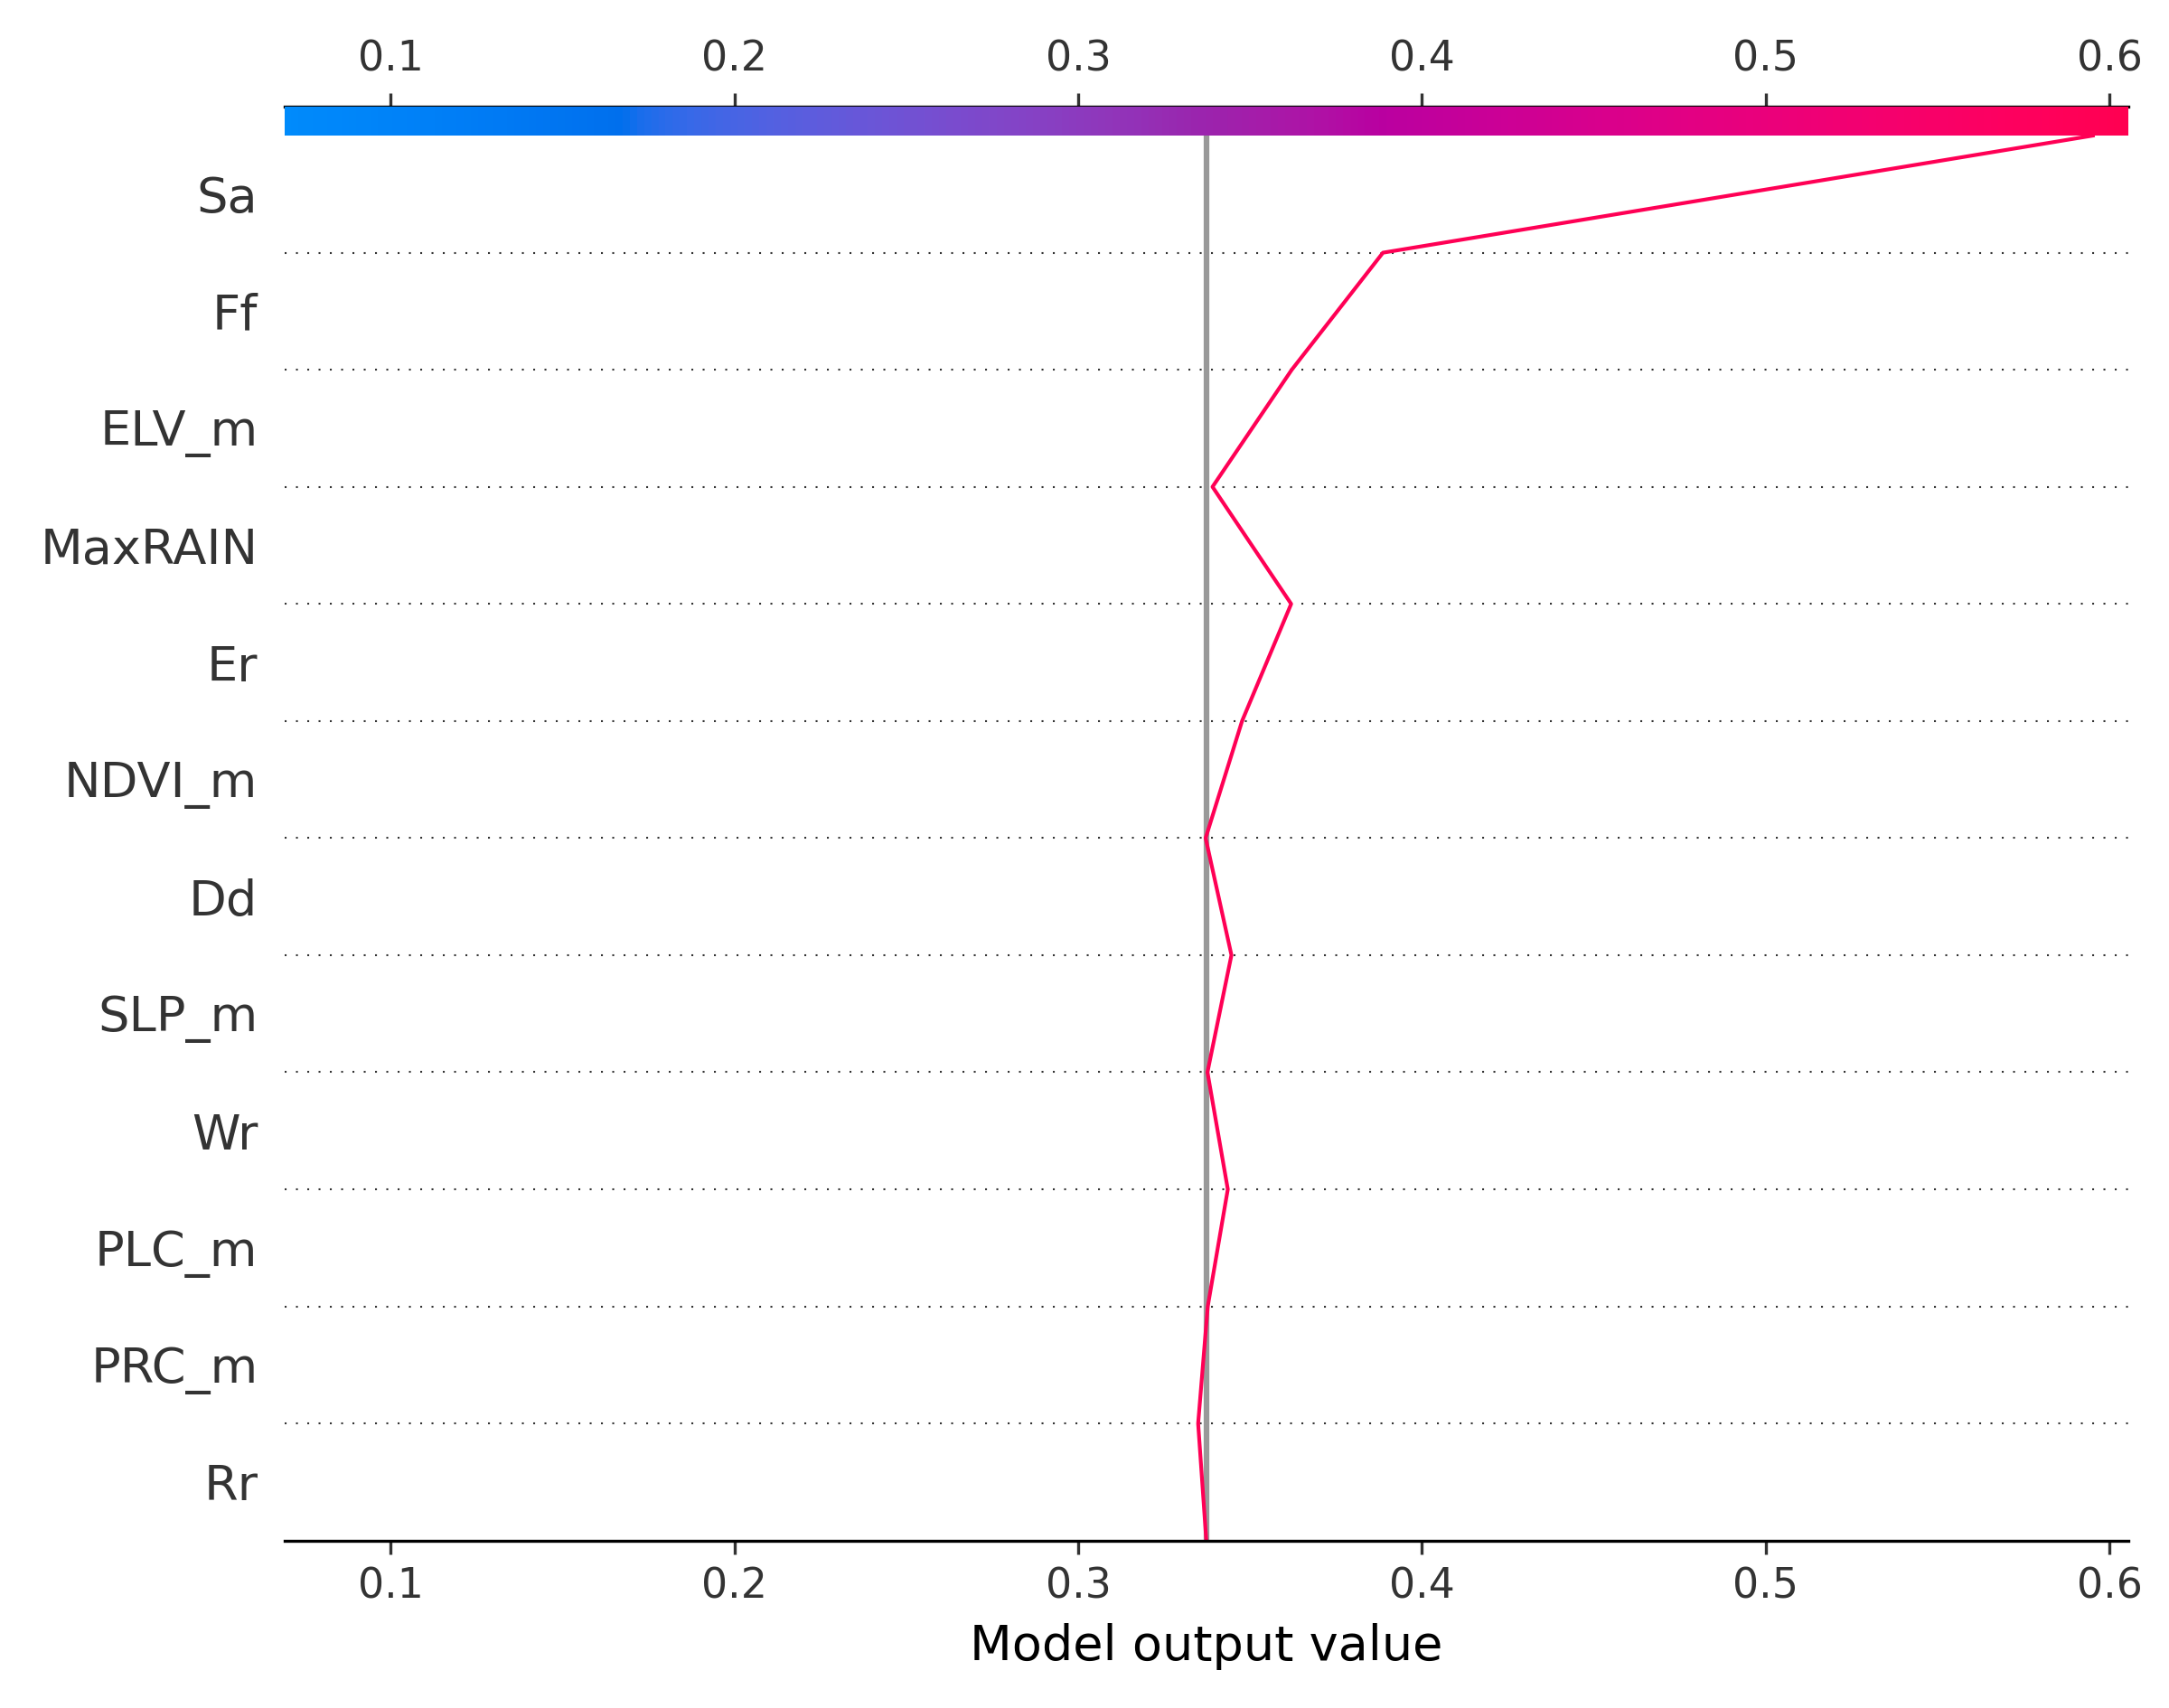 0.1 0.2 0.3 0.4 0.5 0.6
Sa
Ff
ELV_m
MaxRAIN
Er
NDVI_m
Dd
SLP_m
Wr
PLC_m
PRC_m
Rr
0.1 0.2 0.3 0.4 0.5 0.6
Model output value